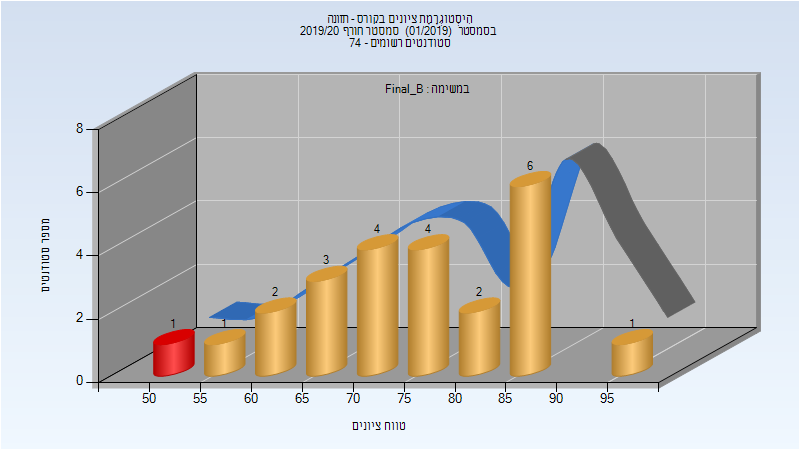 היסטוגרמת ציונים בקורס - חזונה
בסמסטר (01/2019) סמסטר חורף 2019/20
סטודנטים רשומים - 74
במשימה : Final_B
מספר סטודנטים
8
6
4
2
0
1
1
2
3
4
4
2
6
1
50 55 60 65 70 75 80 85 90 95
טווח ציונים